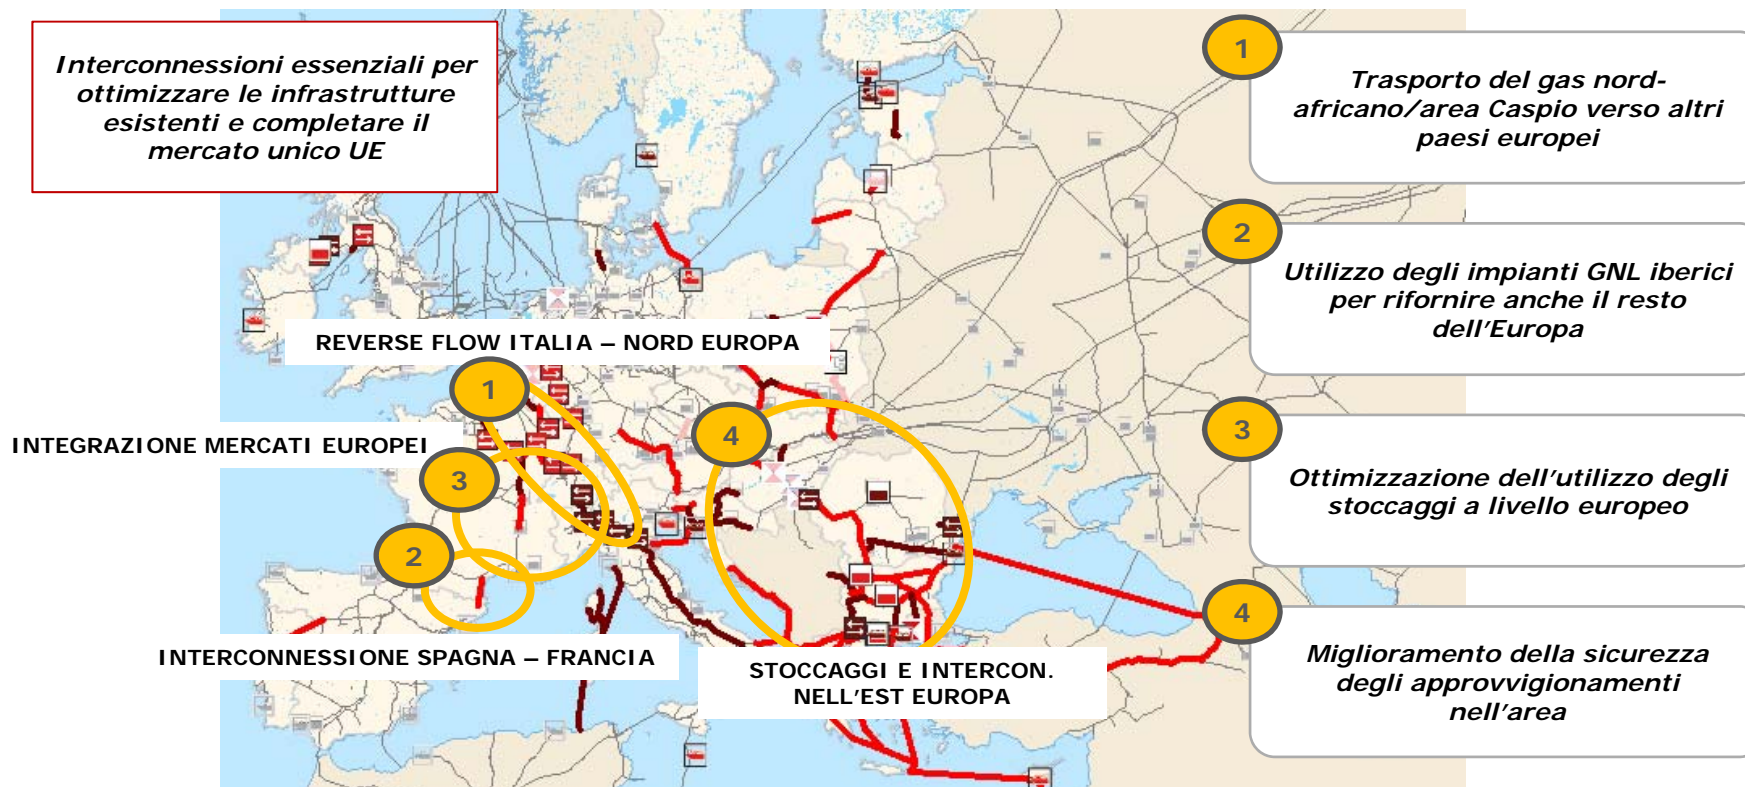 Interconnessioni essenziali per
ottimizzare le infrastrutture
esistenti e completare il
mercato unico UE
1
Trasporto del gas nord-
africano/area Caspio verso altri
paesi europei
2
Utilizzo degli impianti GNL iberici
per rifornire anche il resto
dell'Europa
3
Ottimizzazione dell'utilizzo degli
stoccaggi a livello europeo
4
Miglioramento della sicurezza
degli approvvigionamenti
nell'area
REVERSE FLOW ITALIA – NORD EUROPA
1
INTEGRAZIONE MERCATI EUROPEI
3
4
2
INTERCONNESSIONE SPAGNA – FRANCIA
STOCCAGGI E INTERCON.
NELL'EST EUROPA